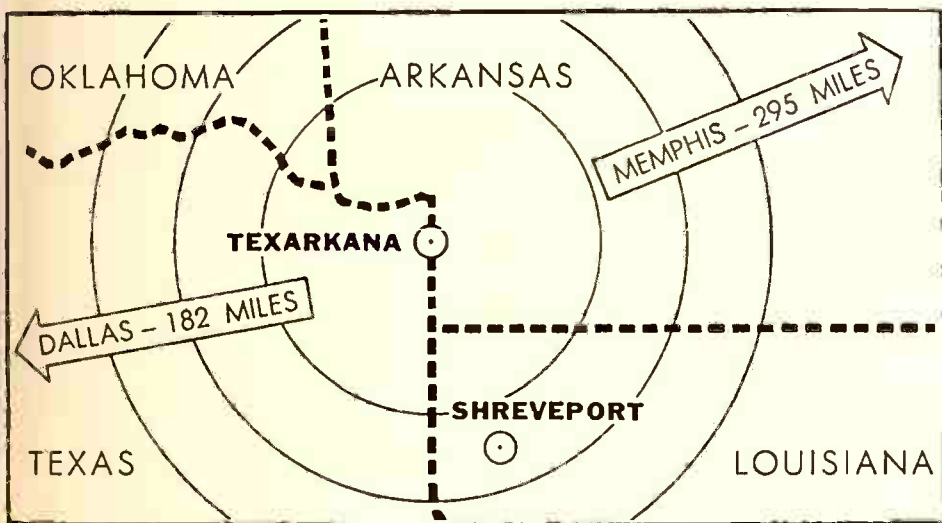 OKLAHOMA
ARKANSAS
MEMPHIS – 295 MILES
TEXARKANA
DALLAS – 182 MILES
SHREVEPORT
TEXAS
LOUISIANA